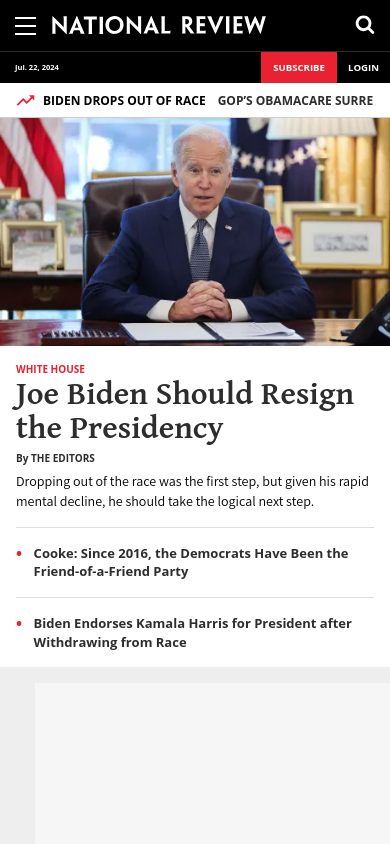 NATIONAL REVIEW
Jul. 22, 2024
SUBSCRIBE
LOGIN
BIDEN DROPS OUT OF RACE GOP'S OBAMACARE SURRE
WHITE HOUSE
Joe Biden Should Resign
the Presidency
By THE EDITORS
Dropping out of the race was the first step, but given his rapid
mental decline, he should take the logical next step.
• Cooke: Since 2016, the Democrats Have Been the
Friend-of-a-Friend Party
• Biden Endorses Kamala Harris for President after
Withdrawing from Race